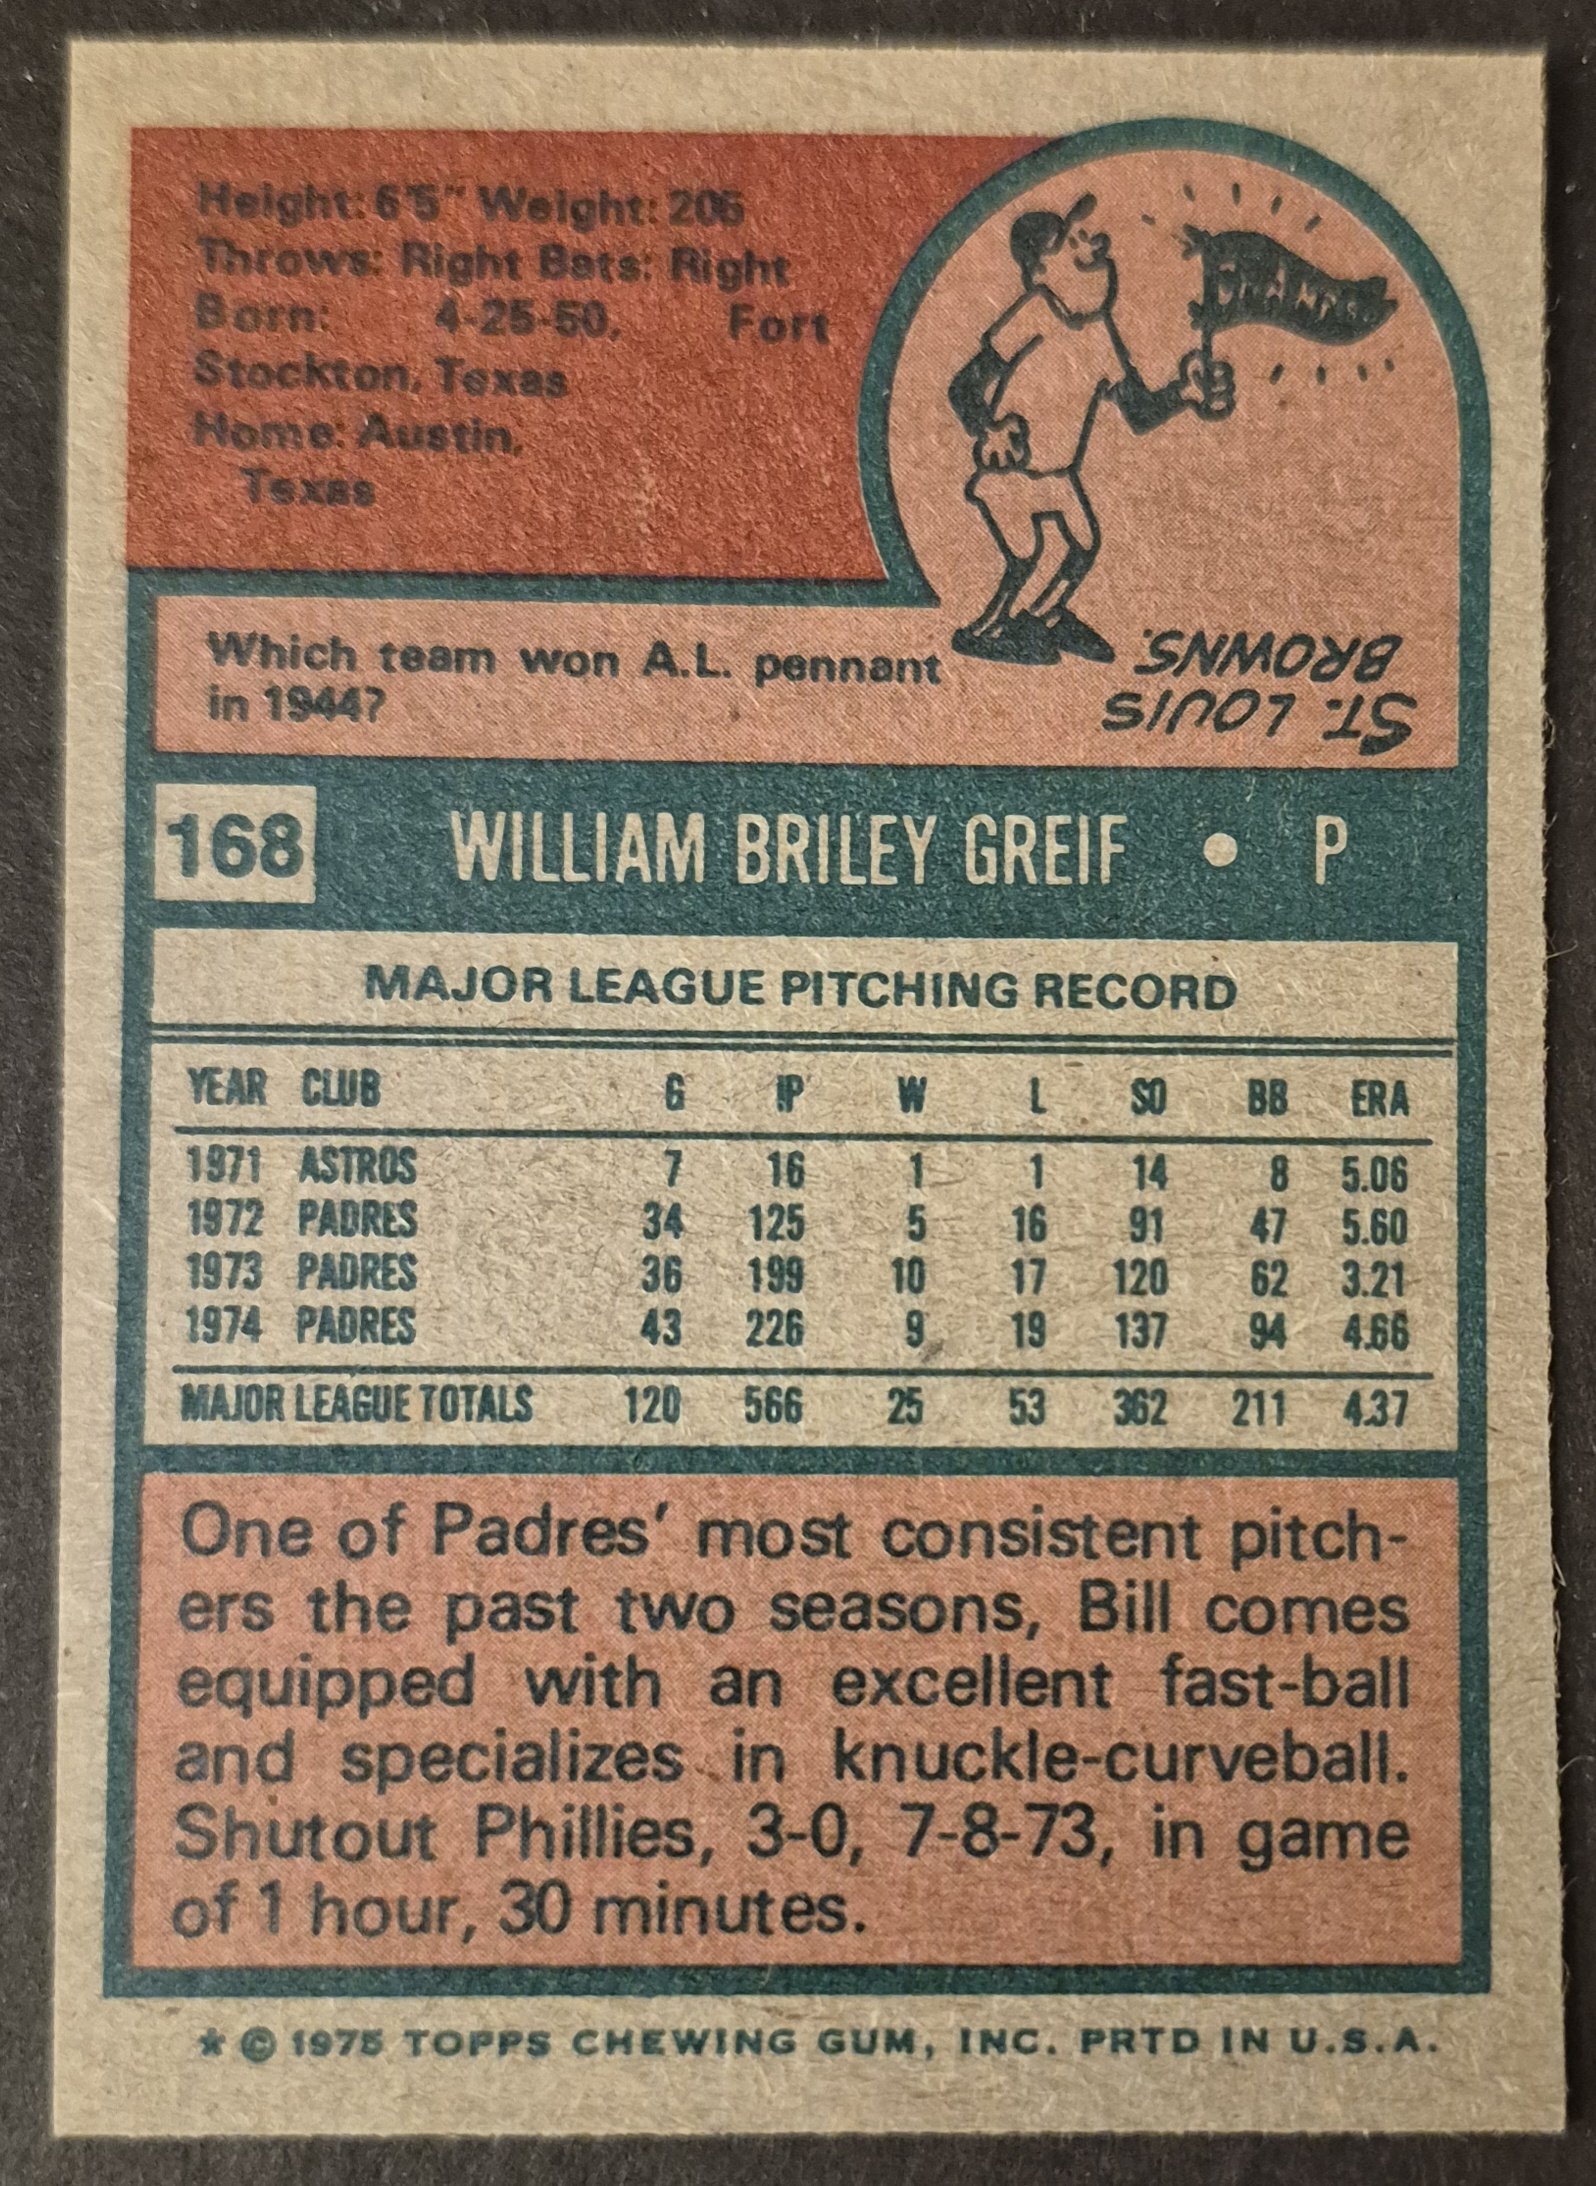 Height: 6'5" Weight: 205
Throws: Right Bats: Right
Born: 4-25-50, Fort
Stockton, Texas
Home: Austin,
Texas
CHAMPS
Which team won A.L. pennant
in 1944?
ST. LOUIS
BROWNS.
168 WILLIAM BRILEY GREIF • P
MAJOR LEAGUE PITCHING RECORD
YEAR CLUB G IP W L SO BB ERA
1971 ASTROS 7 16 1 1 14 8 5.06
1972 PADRES 34 125 5 16 91 47 5.60
1973 PADRES 36 199 10 17 120 62 3.21
1974 PADRES 43 226 9 19 137 94 4.66
MAJOR LEAGUE TOTALS 120 566 25 53 362 211 4.37
One of Padres' most consistent pitch-
ers the past two seasons, Bill comes
equipped with an excellent fast-ball
and specializes in knuckle-curveball.
Shutout Phillies, 3-0, 7-8-73, in game
of 1 hour, 30 minutes.
* © 1975 TOPPS CHEWING GUM, INC. PRTD IN U.S.A.